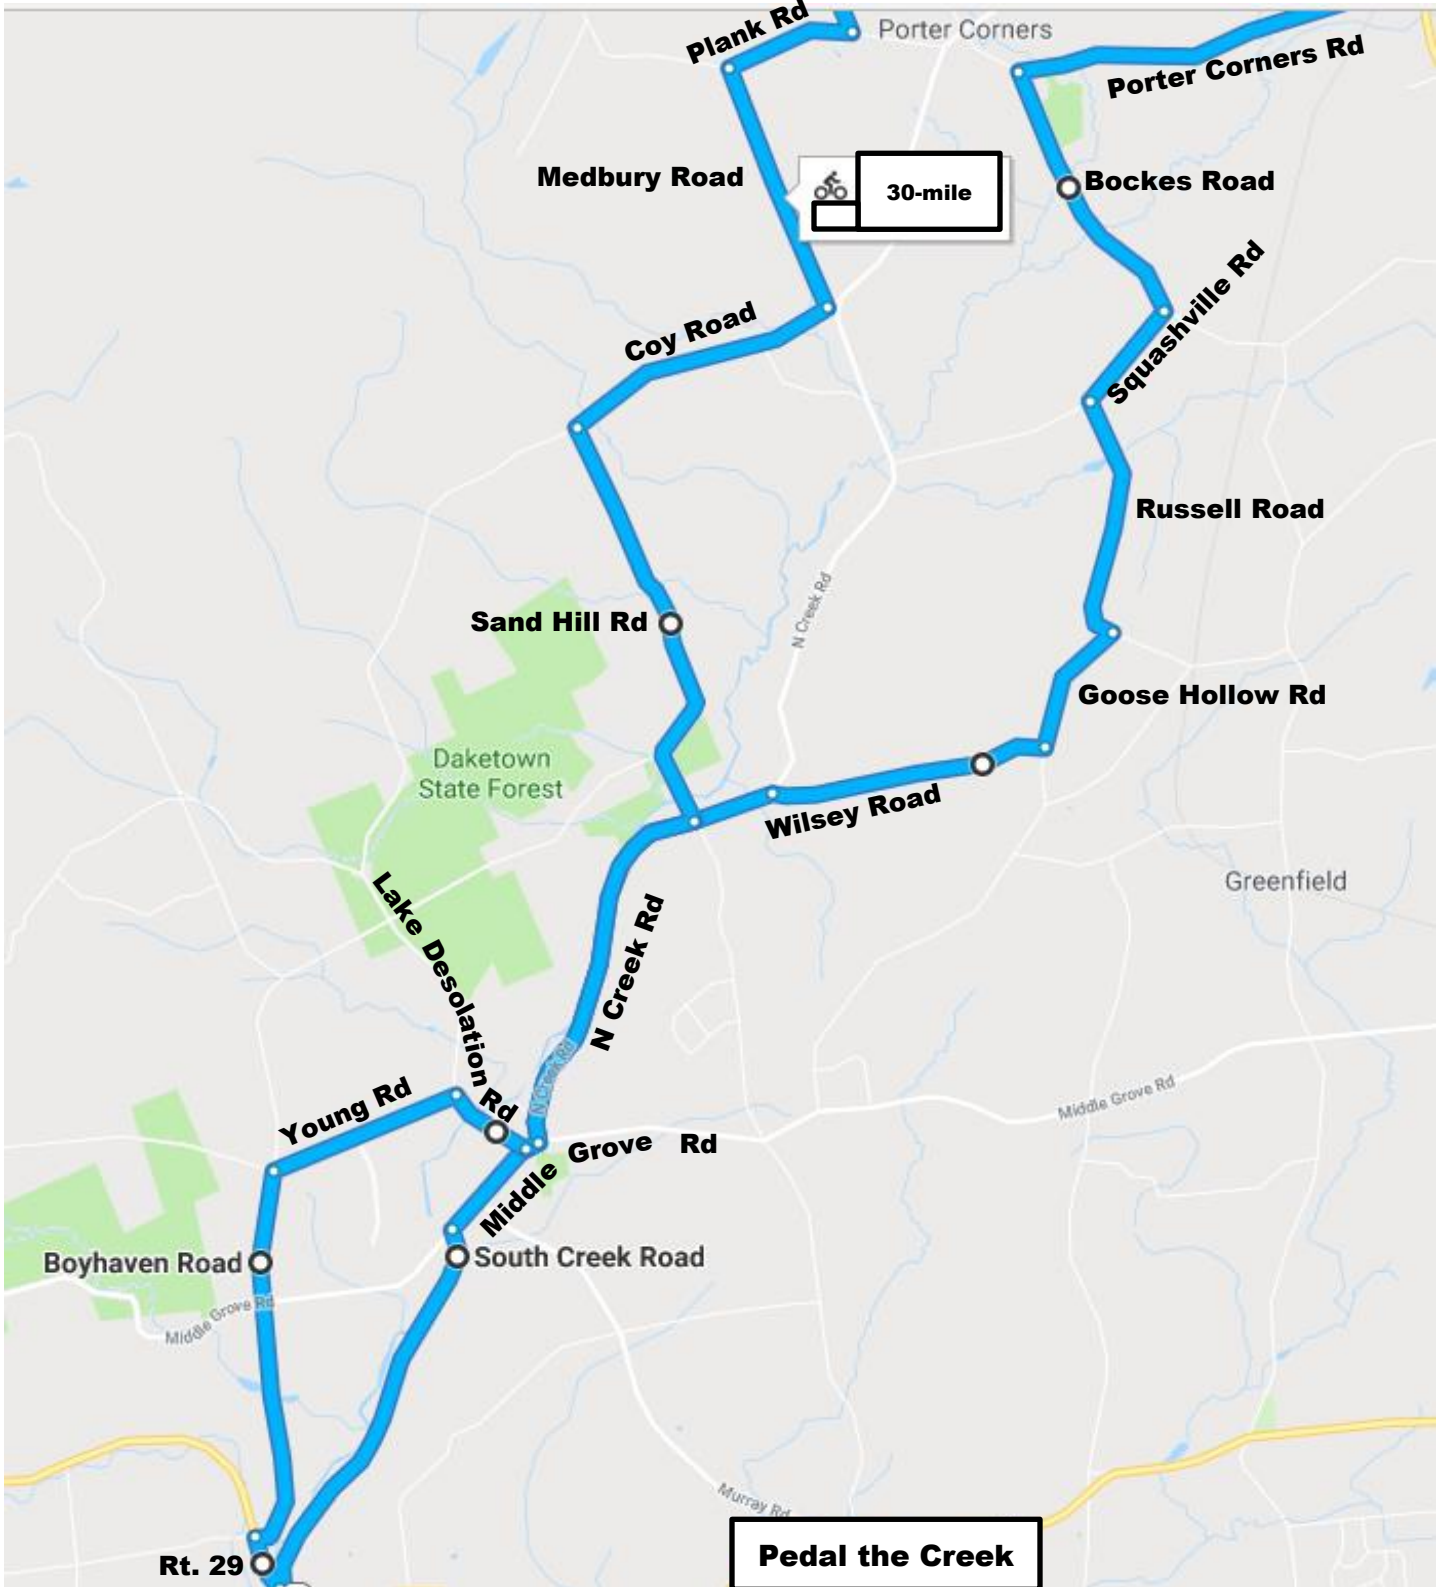 Plank Rd
Porter Corners
Porter Corners Rd
Medbury Road
30-mile
Bockes Road
Squashville Rd
Coy Road
Russell Road
N Creek Rd
Sand Hill Rd
Goose Hollow Rd
Daketown
State Forest
Wilsey Road
Greenfield
Lake Desolation Rd
N Creek Rd
N Creek Rd
Young Rd
Middle Grove Rd
Middle Grove Rd
South Creek Road
Boyhaven Road
Middle Grove Rd
Murray Rd
Pedal the Creek
Rt. 29